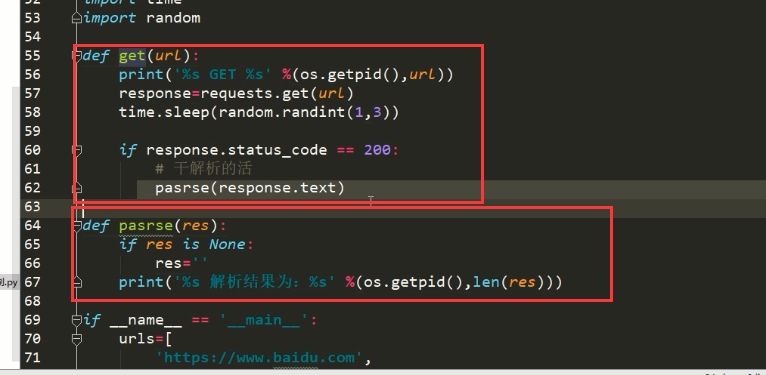 52 import time
53 import random
54
55 def get(url):
56 print('%s GET %s' %(os.getpid(),url))
57 response=requests.get(url)
58 time.sleep(random.randint(1,3))
59
60 if response.status_code == 200:
61 # 干解析的活
62 pasrse(response.text)
63
64 def pasrse(res):
65 if res is None:
66 res=''
67 print('%s 解析结果为：%s' %(os.getpid(),len(res)))
68
69 if __name__ == '__main__':
70 urls=[
71 'https://www.baidu.com',
.py